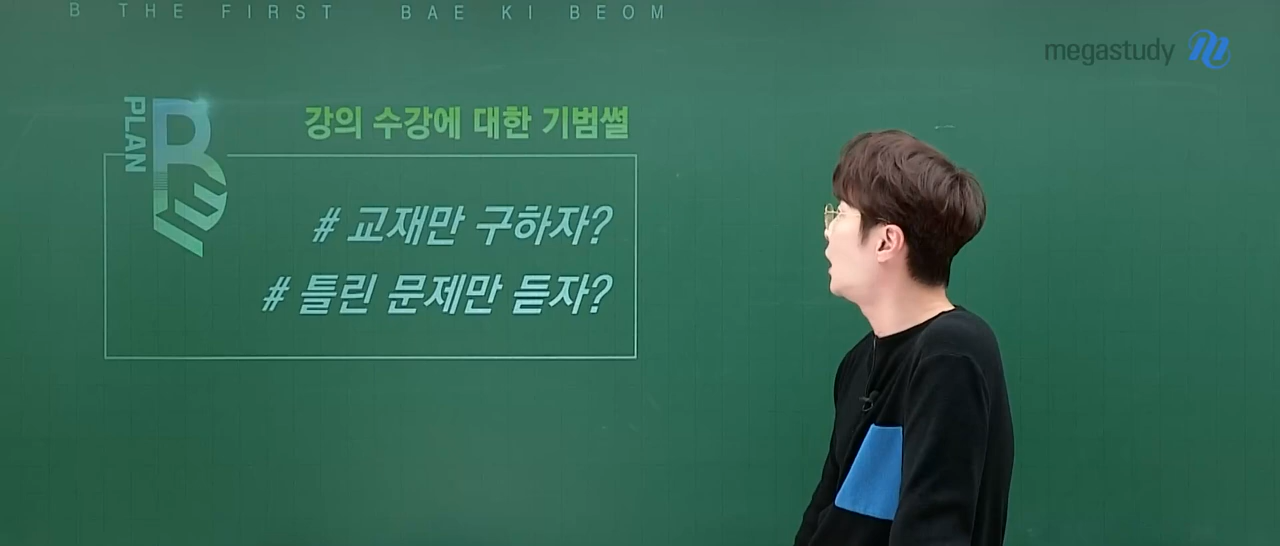 B THE FIRST BAE KI BEOM
megastudy
PLAN
B
강의 수강에 대한 기범썰
# 교재만 구하자?
# 틀린 문제만 듣자?